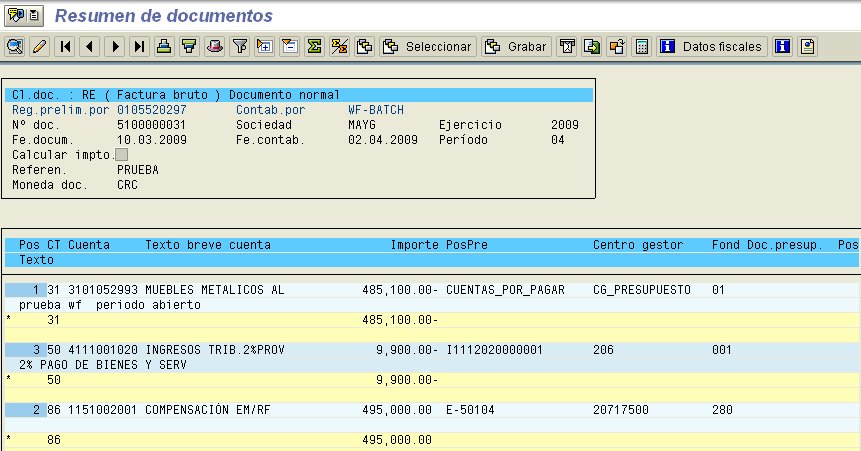 Resumen de documentos
Seleccionar Grabar Datos fiscales
Cl.doc. : RE ( Factura bruto ) Documento normal
Reg.prelim.por 0105520297 Contab.por WF-BATCH
Nº doc. 5100000031 Sociedad MAYG Ejercicio 2009
Fe.docum. 10.03.2009 Fe.contab. 02.04.2009 Período 04
Calcular impto.
Referen. PRUEBA
Moneda doc. CRC
Pos CT Cuenta Texto breve cuenta Importe PosPre Centro gestor Fond Doc.presup. Pos
Texto
1 31 3101052993 MUEBLES METALICOS AL 485,100.00- CUENTAS_POR_PAGAR CG_PRESUPUESTO 01
prueba wf periodo abierto
* 31 485,100.00-
3 50 4111001020 INGRESOS TRIB.2%PROV 9,900.00- I1112020000001 206 001
2% PAGO DE BIENES Y SERV
* 50 9,900.00-
2 86 1151002001 COMPENSACIÓN EM/RF 495,000.00 E-50104 20717500 280
* 86 495,000.00